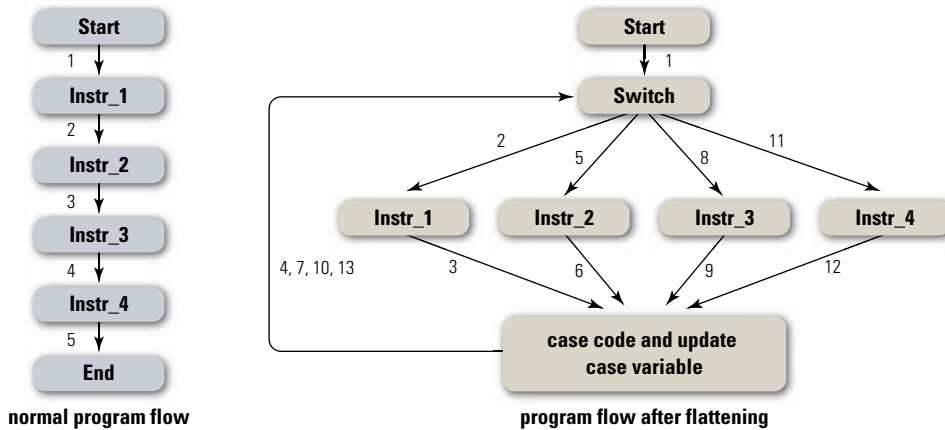 Start
1
Instr_1
2
Instr_2
3
Instr_3
4
Instr_4
5
End
normal program flow
Start
1
Switch
2
5
8
11
Instr_1
Instr_2
Instr_3
Instr_4
4, 7, 10, 13
3
6
9
12
case code and update
case variable
program flow after flattening